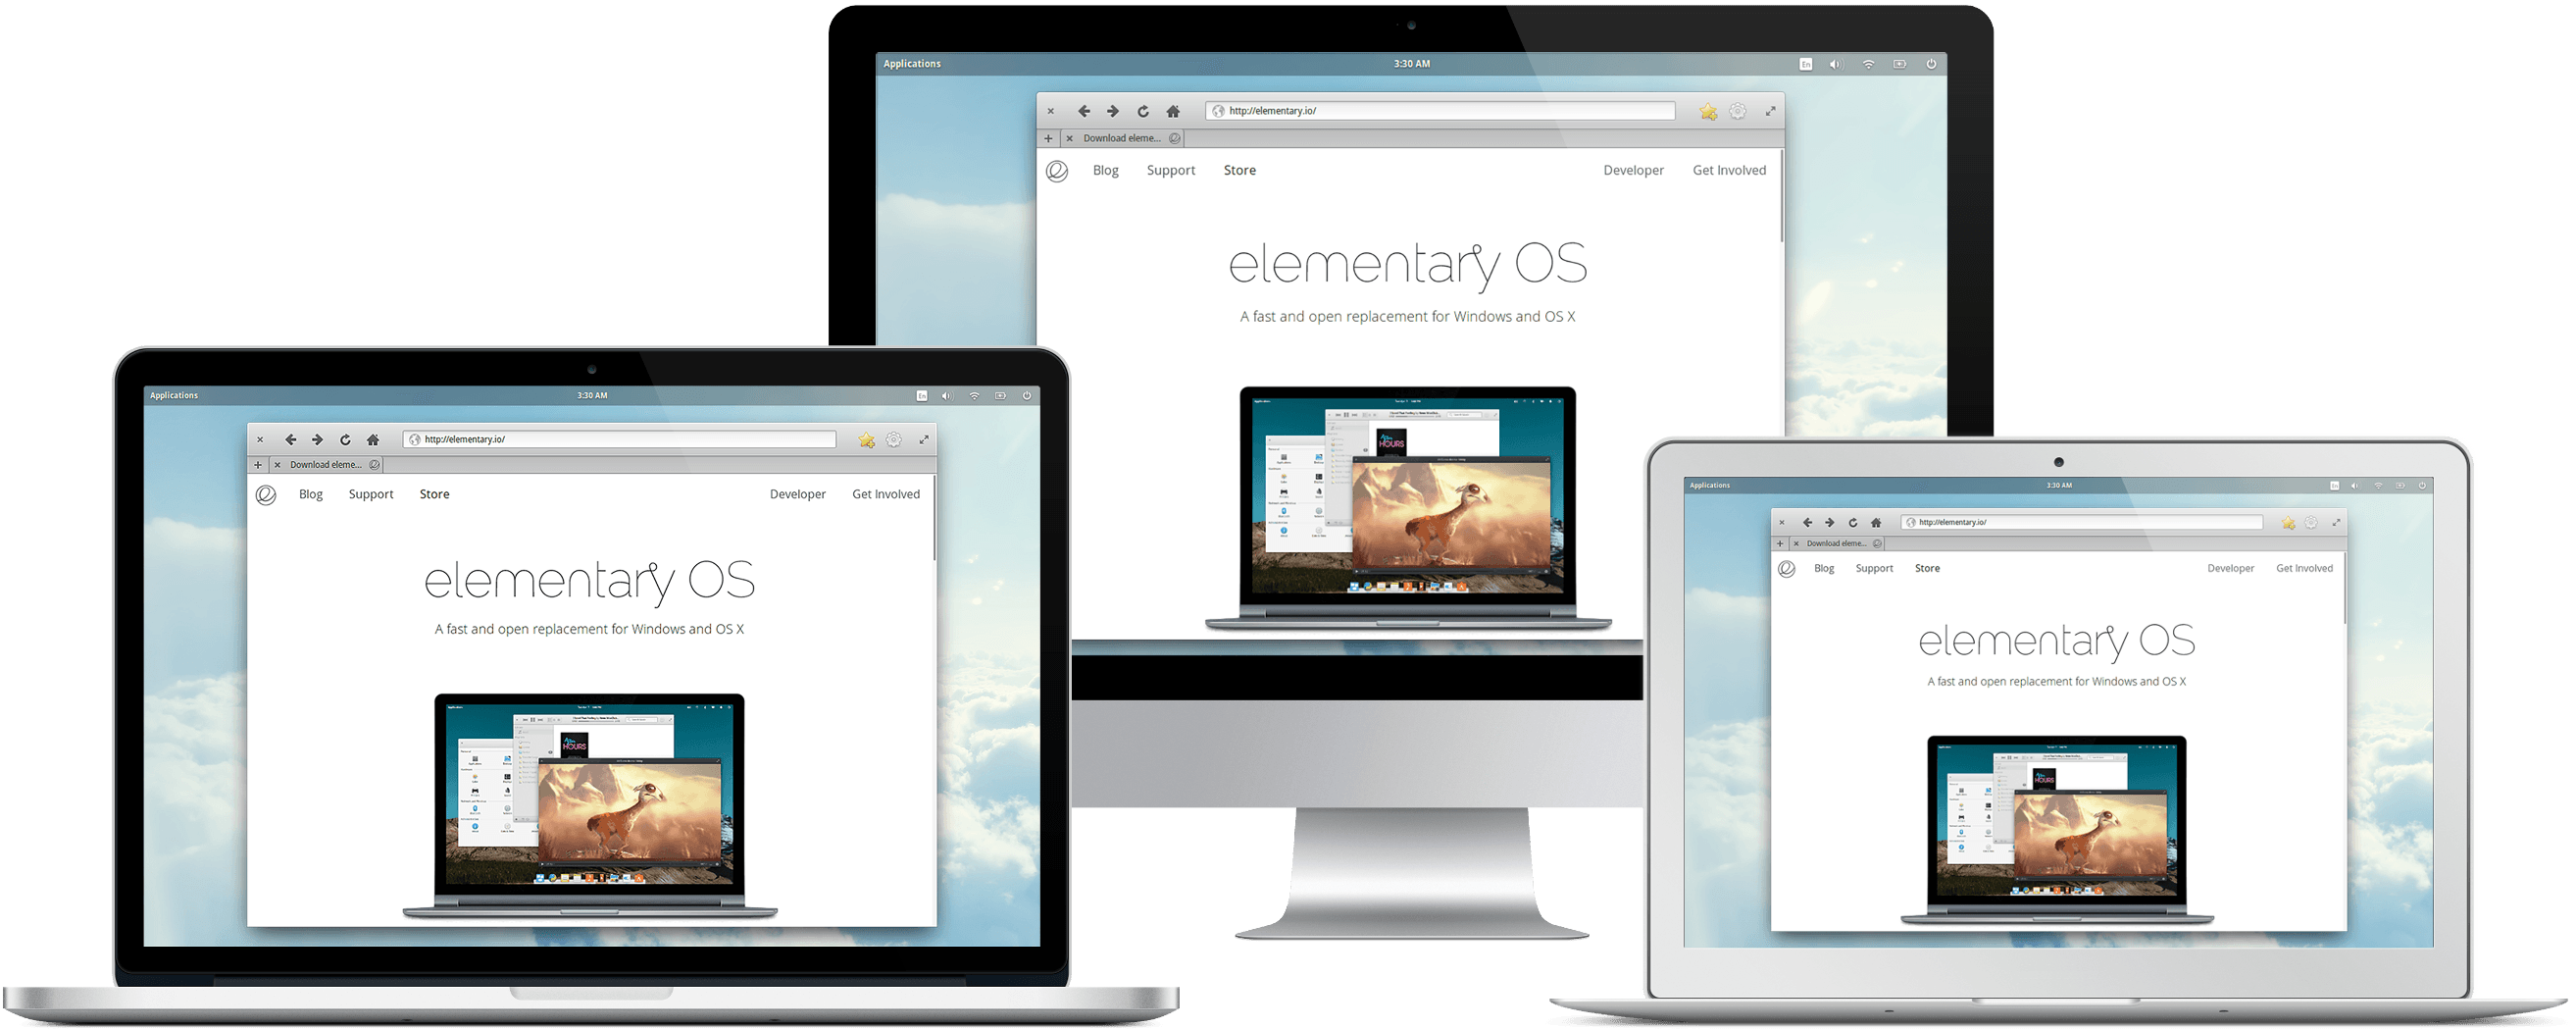 Applications 3:30 AM En
http://elementary.io/
Download eleme...
Blog Support Store Developer Get Involved
elementary OS
A fast and open replacement for Windows and OS X
HOURS
Applications 3:30 AM En
http://elementary.io/
Download eleme...
Blog Support Store Developer Get Involved
elementary OS
A fast and open replacement for Windows and OS X
HOURS
Applications 3:30 AM En
http://elementary.io/
Download eleme...
Blog Support Store Developer Get Involved
elementary OS
A fast and open replacement for Windows and OS X
HOURS